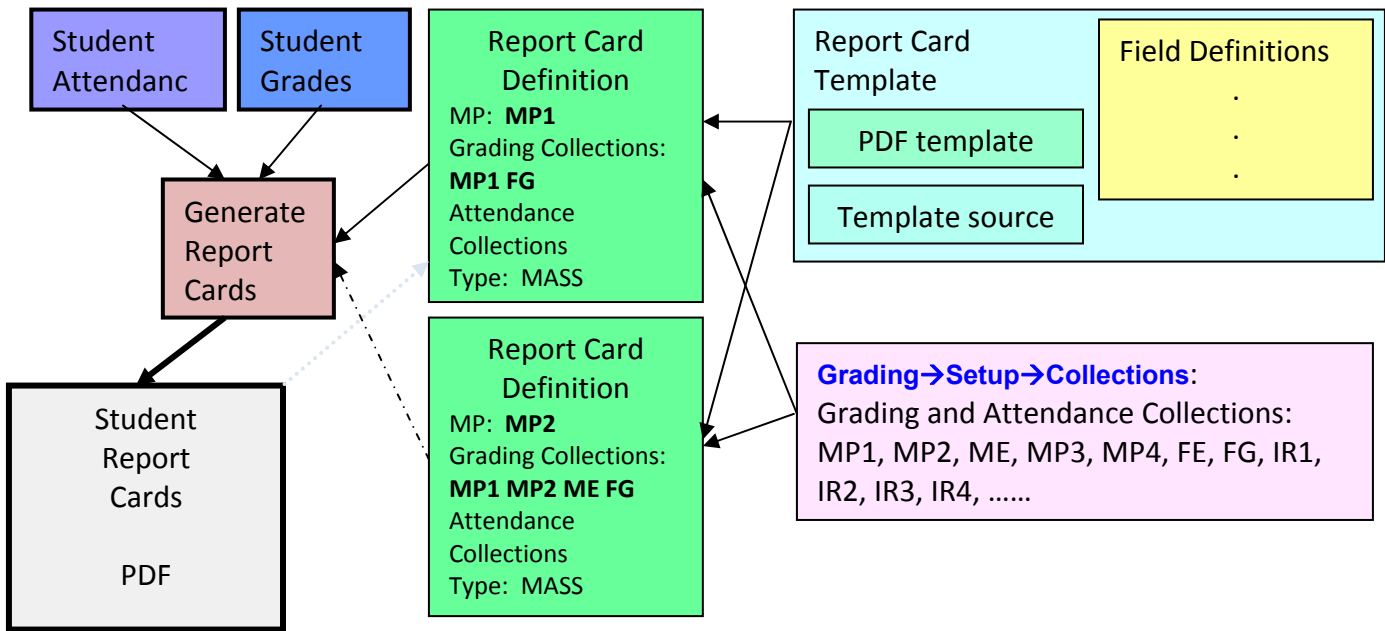 Student
Attendanc
Student
Grades
Generate
Report
Cards
Student
Report
Cards
PDF
Report Card
Definition
MP: MP1
Grading Collections:
MP1 FG
Attendance
Collections
Type: MASS
Report Card
Definition
MP: MP2
Grading Collections:
MP1 MP2 ME FG
Attendance
Collections
Type: MASS
Report Card
Template
PDF template
Template source
Field Definitions
.
.
.
Grading→Setup→Collections:
Grading and Attendance Collections:
MP1, MP2, ME, MP3, MP4, FE, FG, IR1,
IR2, IR3, IR4, ……